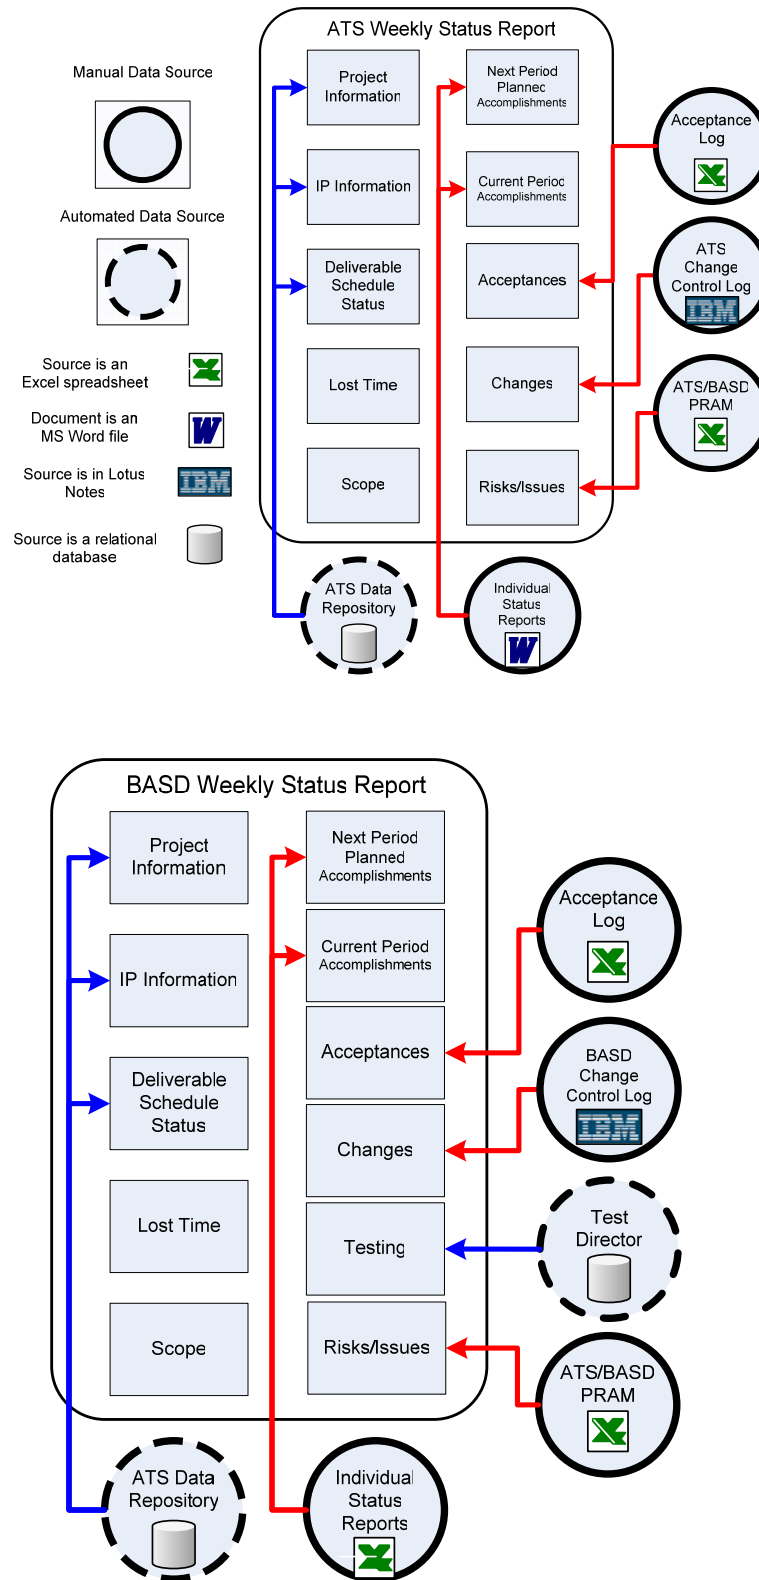 ATS Weekly Status Report
Manual Data Source
Automated Data Source
Source is an
Excel spreadsheet
Document is an
MS Word file
W
Source is in Lotus
Notes
IBM
Source is a relational
database
Project
Information
IP Information
Deliverable
Schedule
Status
Lost Time
Scope
Next Period
Planned
Accomplishments
Current Period
Accomplishments
Acceptances
Changes
Risks/Issues
Acceptance
Log
ATS
Change
Control Log
IBM
ATS/BASD
PRAM
ATS Data
Repository
Individual
Status
Reports
W
BASD Weekly Status Report
Project
Information
IP Information
Deliverable
Schedule
Status
Lost Time
Scope
Next Period
Planned
Accomplishments
Current Period
Accomplishments
Acceptances
Changes
Testing
Risks/Issues
Acceptance
Log
BASD
Change
Control Log
IBM
Test
Director
ATS/BASD
PRAM
ATS Data
Repository
Individual
Status
Reports